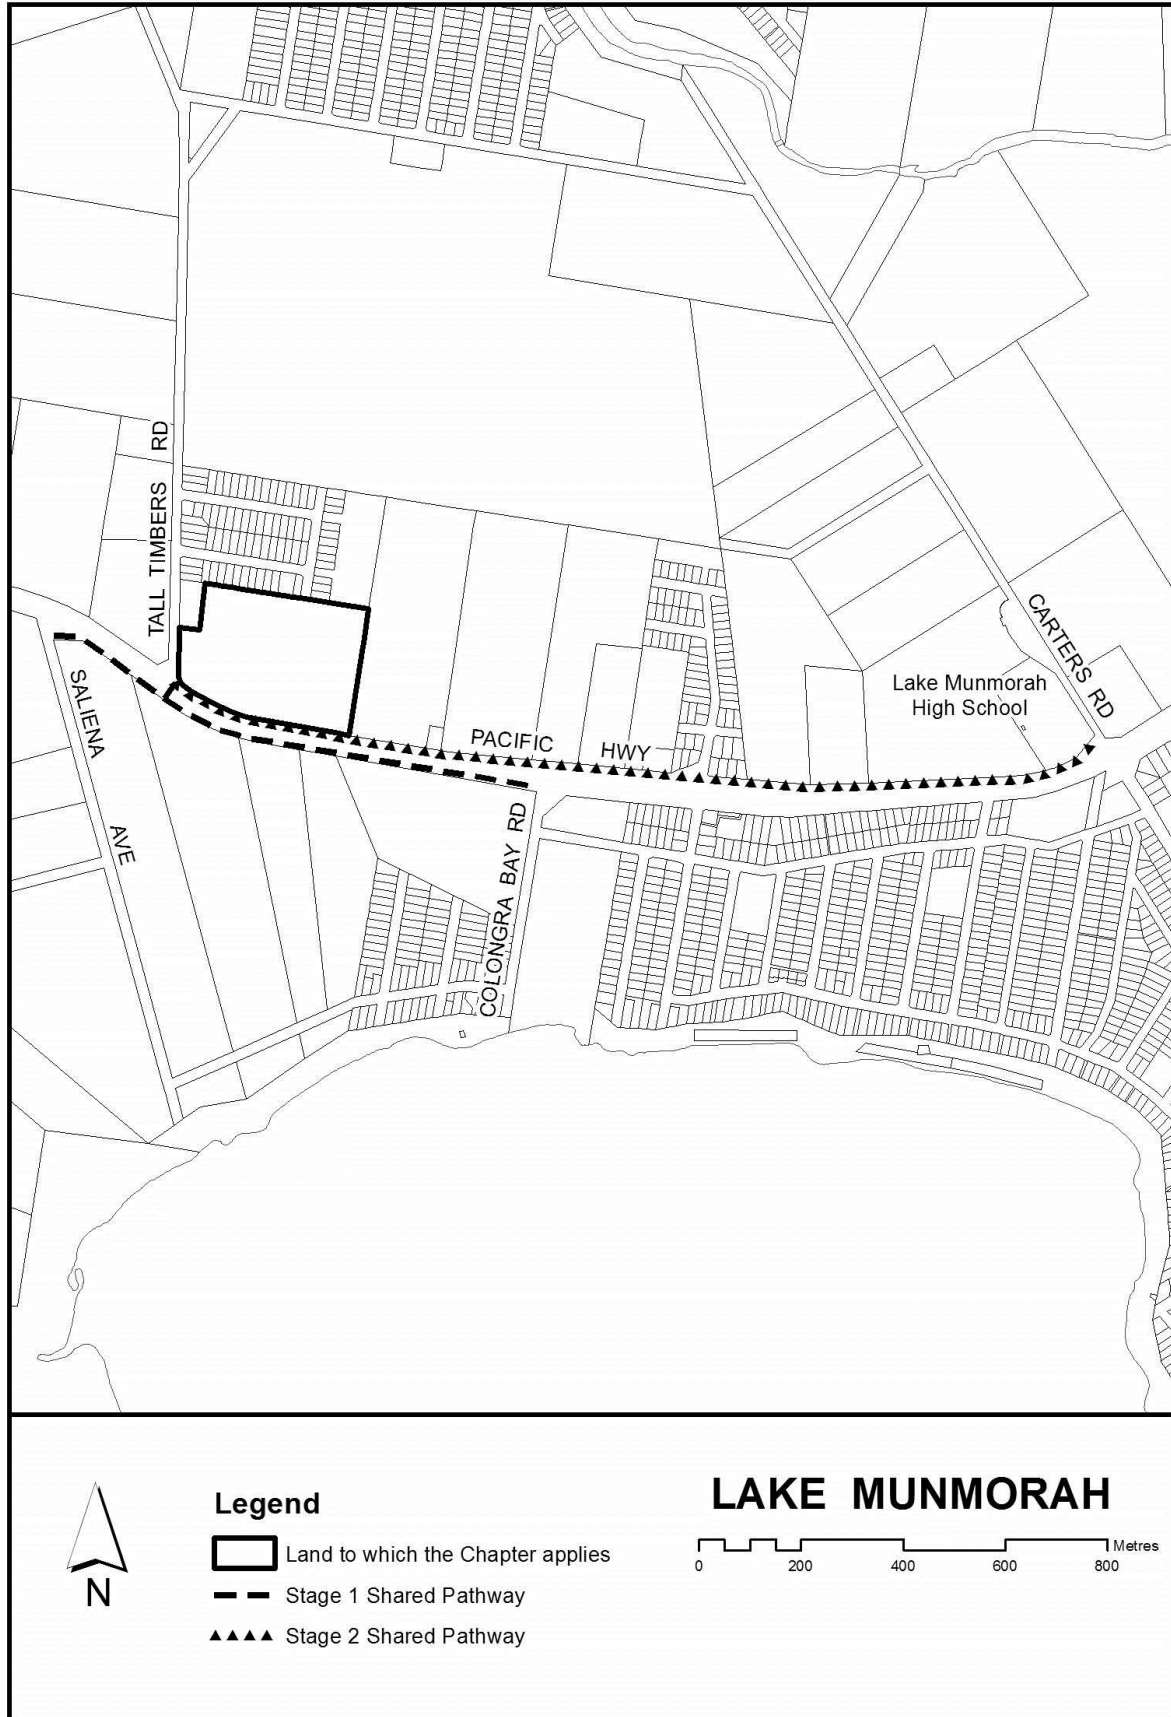 TALL TIMBERS RD
SALIENA AVE
PACIFIC HWY
COLONGRA BAY RD
CARTERS RD
Lake Munmorah
High School
Legend
Land to which the Chapter applies
Stage 1 Shared Pathway
Stage 2 Shared Pathway
N
LAKE MUNMORAH
Metres
0 200 400 600 800